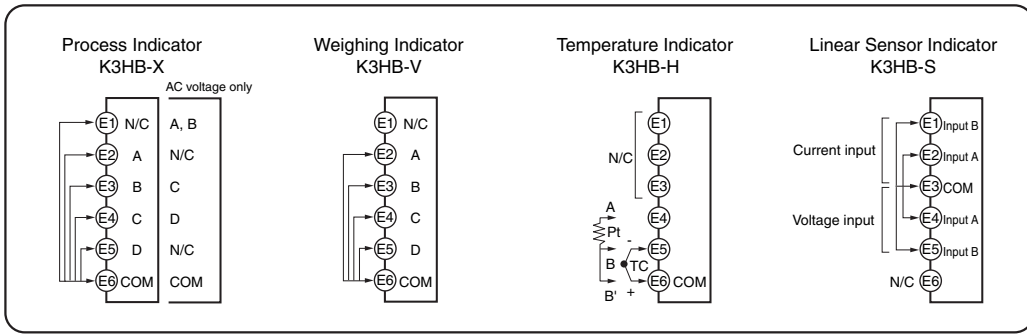 Process Indicator
K3HB-X
AC voltage only
E1 N/C A, B
E2 A N/C
E3 B C
E4 C D
E5 D N/C
E6 COM COM
Weighing Indicator
K3HB-V
E1 N/C
E2 A
E3 B
E4 C
E5 D
E6 COM
Temperature Indicator
K3HB-H
E1
N/C E2
E3
A
E4
Pt
- E5
B TC
E6 COM
B' +
Linear Sensor Indicator
K3HB-S
E1 Input B
Current input E2 Input A
E3 COM
Voltage input E4 Input A
E5 Input B
N/C E6